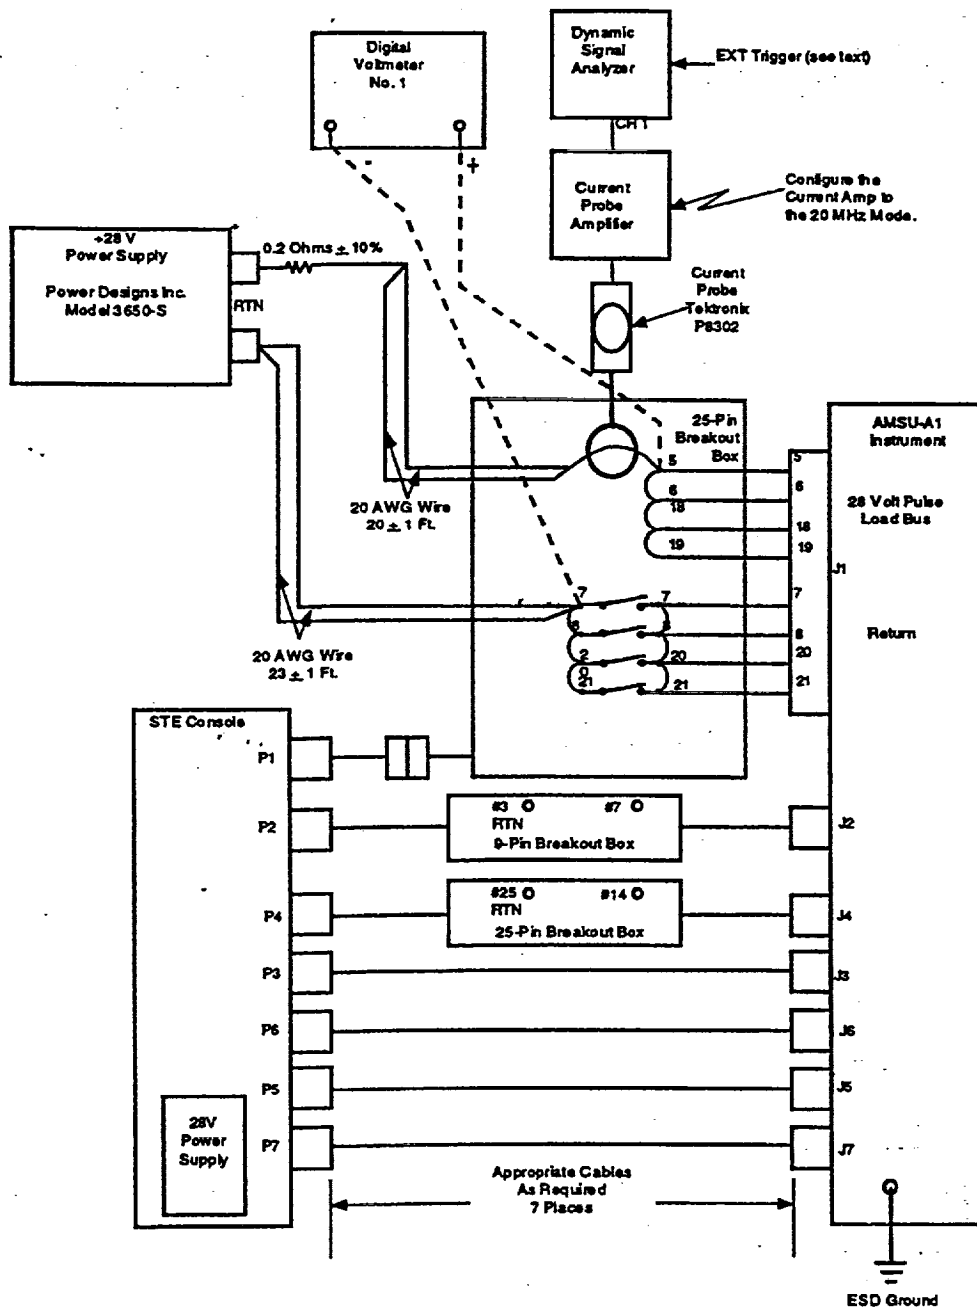 Digital
Voltmeter
No. 1
-
+
Dynamic
Signal
Analyzer
EXT Trigger (see text)
CH 1
Current
Probe
Amplifier
Configure the
Current Amp to
the 20 MHz Mode.
+28 V
Power Supply
Power Designs Inc.
Model 3650-S
RTN
0.2 Ohms ± 10%
Current
Probe
Tektronix
P6302
25-Pin
Breakout
Box
AMSU-A1
Instrument
28 Volt Pulse
Load Bus
J1
Return
5
6
18
19
5
6
18
19
20 AWG Wire
20 ± 1 Ft.
7
2
0
21
7
8
20
21
7
8
20
21
20 AWG Wire
23 ± 1 Ft.
STE Console
P1
P2
#3
#7
RTN
9-Pin Breakout Box
J2
P4
#25
#14
RTN
25-Pin Breakout Box
J4
P3
J3
P6
J6
P5
J5
28V
Power
Supply
P7
J7
Appropriate Cables
As Required
7 Places
ESD Ground